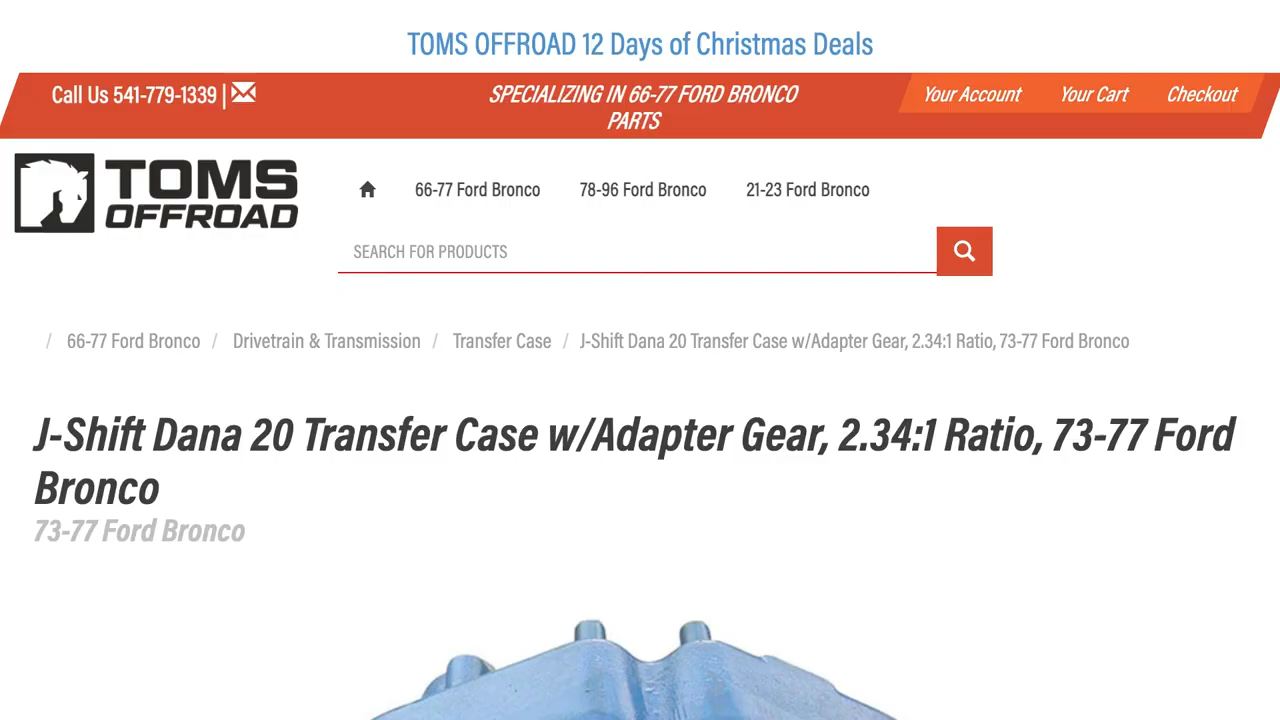 TOMS OFFROAD 12 Days of Christmas Deals
Call Us 541-779-1339 |
SPECIALIZING IN 66-77 FORD BRONCO
PARTS
Your Account Your Cart Checkout
TOMS
OFFROAD
66-77 Ford Bronco 78-96 Ford Bronco 21-23 Ford Bronco
SEARCH FOR PRODUCTS
/ 66-77 Ford Bronco / Drivetrain & Transmission / Transfer Case / J-Shift Dana 20 Transfer Case w/Adapter Gear, 2.34:1 Ratio, 73-77 Ford Bronco
J-Shift Dana 20 Transfer Case w/Adapter Gear, 2.34:1 Ratio, 73-77 Ford
Bronco
73-77 Ford Bronco